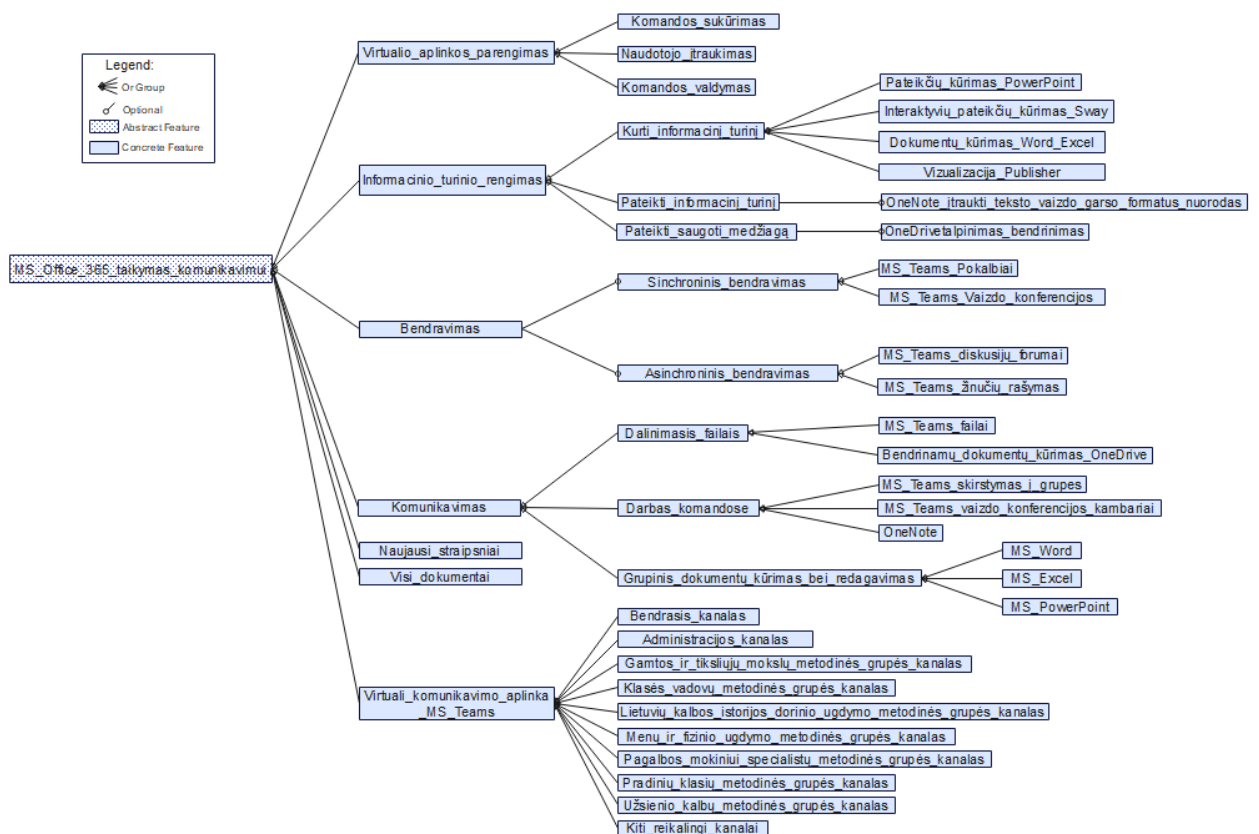 Legend:
Or Group
Optional
Abstract Feature
Concrete Feature
MS_Office_365_taikymas_komunikavimui
Virtualio_aplinkos_parengimas
Komandos_sukūrimas
Naudotojo_įtraukimas
Komandos_valdymas
Informacinio_turinio_rengimas
Kurti_informacinį_turinį
Pateikčių_kūrimas_PowerPoint
Interaktyvių_pateikčių_kūrimas_Sway
Dokumentų_kūrimas_Word_Excel
Vizualizacija_Publisher
Pateikti_informacinį_turinį
OneNote_įtraukti_teksto_vaizdo_garso_formatus_nuorodas
Pateikti_saugoti_medžiagą
OneDrivetalpinimas_bendrinimas
Bendravimas
Sinchroninis_bendravimas
MS_Teams_Pokalbiai
MS_Teams_Vaizdo_konferencijos
Asinchroninis_bendravimas
MS_Teams_diskusijų_forumai
MS_Teams_žinučių_rašymas
Komunikavimas
Dalinimasis_failais
MS_Teams_failai
Bendrinamų_dokumentų_kūrimas_OneDrive
Darbas_komandose
MS_Teams_skirstymas_į_grupes
MS_Teams_vaizdo_konferencijos_kambariai
OneNote
Grupinis_dokumentų_kūrimas_bei_redagavimas
MS_Word
MS_Excel
MS_PowerPoint
Naujausi_straipsniai
Visi_dokumentai
Virtuali_komunikavimo_aplinka
_MS_Teams
Bendrasis_kanalas
Administracijos_kanalas
Gamtos_ir_tiksliųjų_mokslų_metodinės_grupės_kanalas
Klasės_vadovų_metodinės_grupės_kanalas
Lietuvių_kalbos_istorijos_dorinio_ugdymo_metodinės_grupės_kanalas
Menų_ir_fizinio_ugdymo_metodinės_grupės_kanalas
Pagalbos_mokiniui_specialistų_metodinės_grupės_kanalas
Pradinių_klasių_metodinės_grupės_kanalas
Užsienio_kalbų_metodinės_grupės_kanalas
Kiti_reikalingi_kanalai